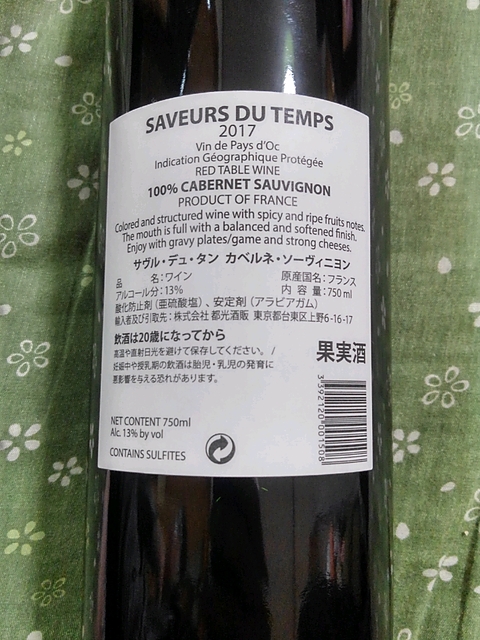 SAVEURS DU TEMPS
2017
Vin de Pays d'Oc
Indication Géographique Protégée
RED TABLE WINE
100% CABERNET SAUVIGNON
PRODUCT OF FRANCE
Colored and structured wine with spicy and ripe fruits notes.
The mouth is full with a balanced and softened finish.
Enjoy with gravy plates/game and strong cheeses.
サヴル・デュ・タン カベルネ・ソーヴィニヨン
品 名:ワイン 原産国名:フランス
アルコール分:13% 内 容 量:750 ml
酸化防止剤(亜硫酸塩)、安定剤(アラビアガム)
輸入者及び引取先:株式会社 都光酒販 東京都台東区上野6-16-17
飲酒は20歳になってから
高温や直射日光を避けて保存してください。/
妊娠中や授乳期の飲酒は胎児・乳児の発育に
悪影響を与える恐れがあります。
果実酒
3 392120 001508
NET CONTENT 750ml
Alc. 13% by vol
CONTAINS SULFITES